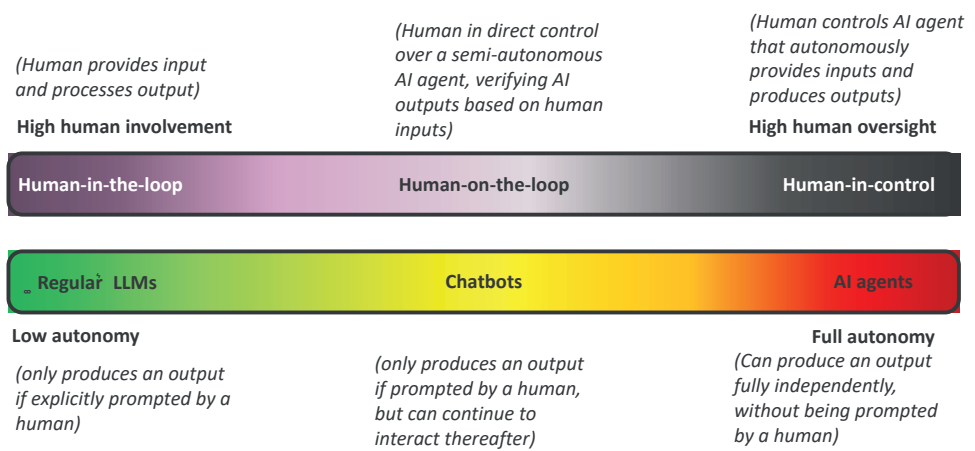 (Human provides input
and processes output)
High human involvement
(Human in direct control
over a semi-autonomous
AI agent, verifying AI
outputs based on human
inputs)
(Human controls AI agent
that autonomously
provides inputs and
produces outputs)
High human oversight
Human-in-the-loop
Human-on-the-loop
Human-in-control
Regular LLMs
Chatbots
AI agents
Low autonomy
(only produces an output
if explicitly prompted by a
human)
(only produces an output
if prompted by a human,
but can continue to
interact thereafter)
Full autonomy
(Can produce an output
fully independently,
without being prompted
by a human)